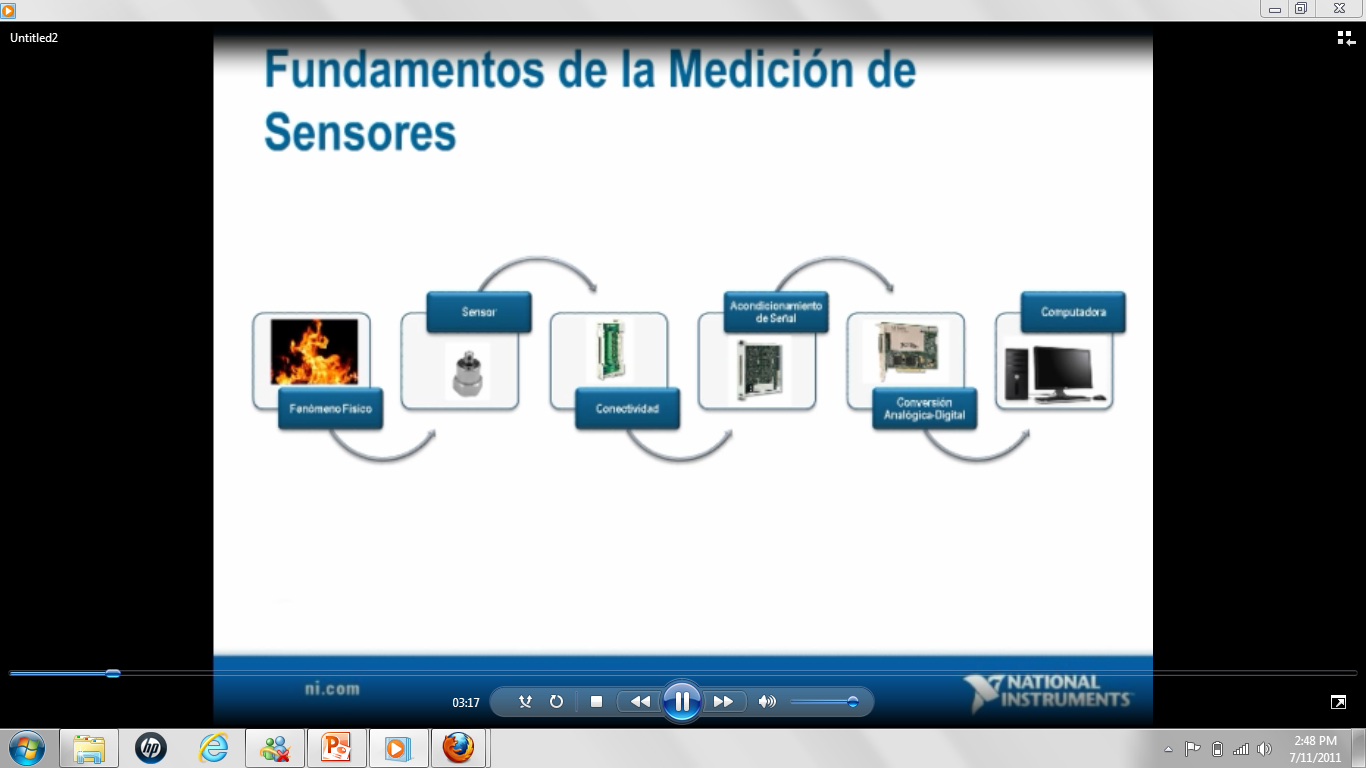 Untitled2
Fundamentos de la Medición de
Sensores
Fenómeno Físico
Sensor
Conectividad
Acondicionamiento
de Señal
Conversión
Analógica-Digital
Computadora
ni.com
NATIONAL
INSTRUMENTS
03:17
hp
2:48 PM
7/11/2011